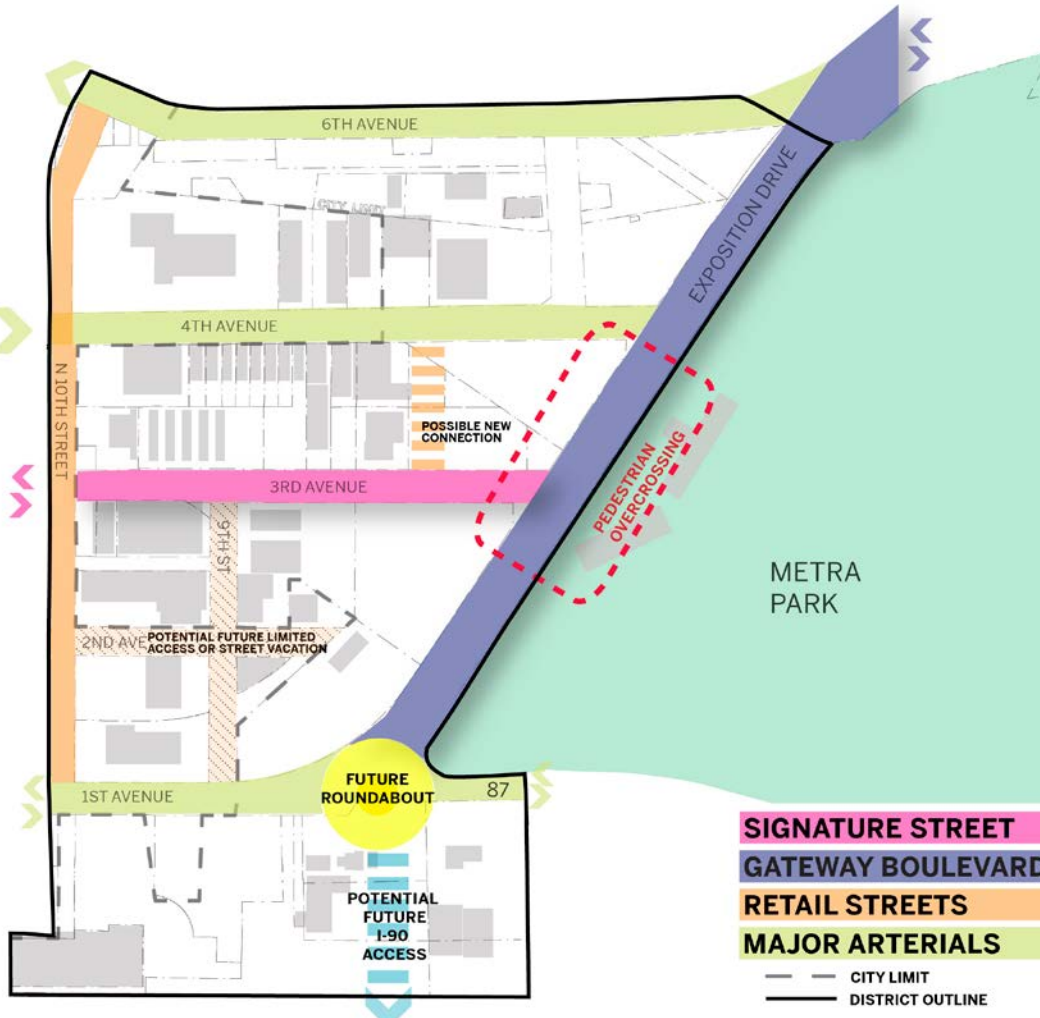 6TH AVENUE
CITY LIMIT
EXPOSITION DRIVE
4TH AVENUE
N 10TH STREET
POSSIBLE NEW
CONNECTION
3RD AVENUE
PEDESTRIAN
OVERCROSSING
METRA
PARK
2ND AVE
POTENTIAL FUTURE LIMITED
ACCESS OR STREET VACATION
FUTURE
ROUNDABOUT
1ST AVENUE
87
POTENTIAL
FUTURE
I-90
ACCESS
SIGNATURE STREET
GATEWAY BOULEVARD
RETAIL STREETS
MAJOR ARTERIALS
CITY LIMIT
DISTRICT OUTLINE